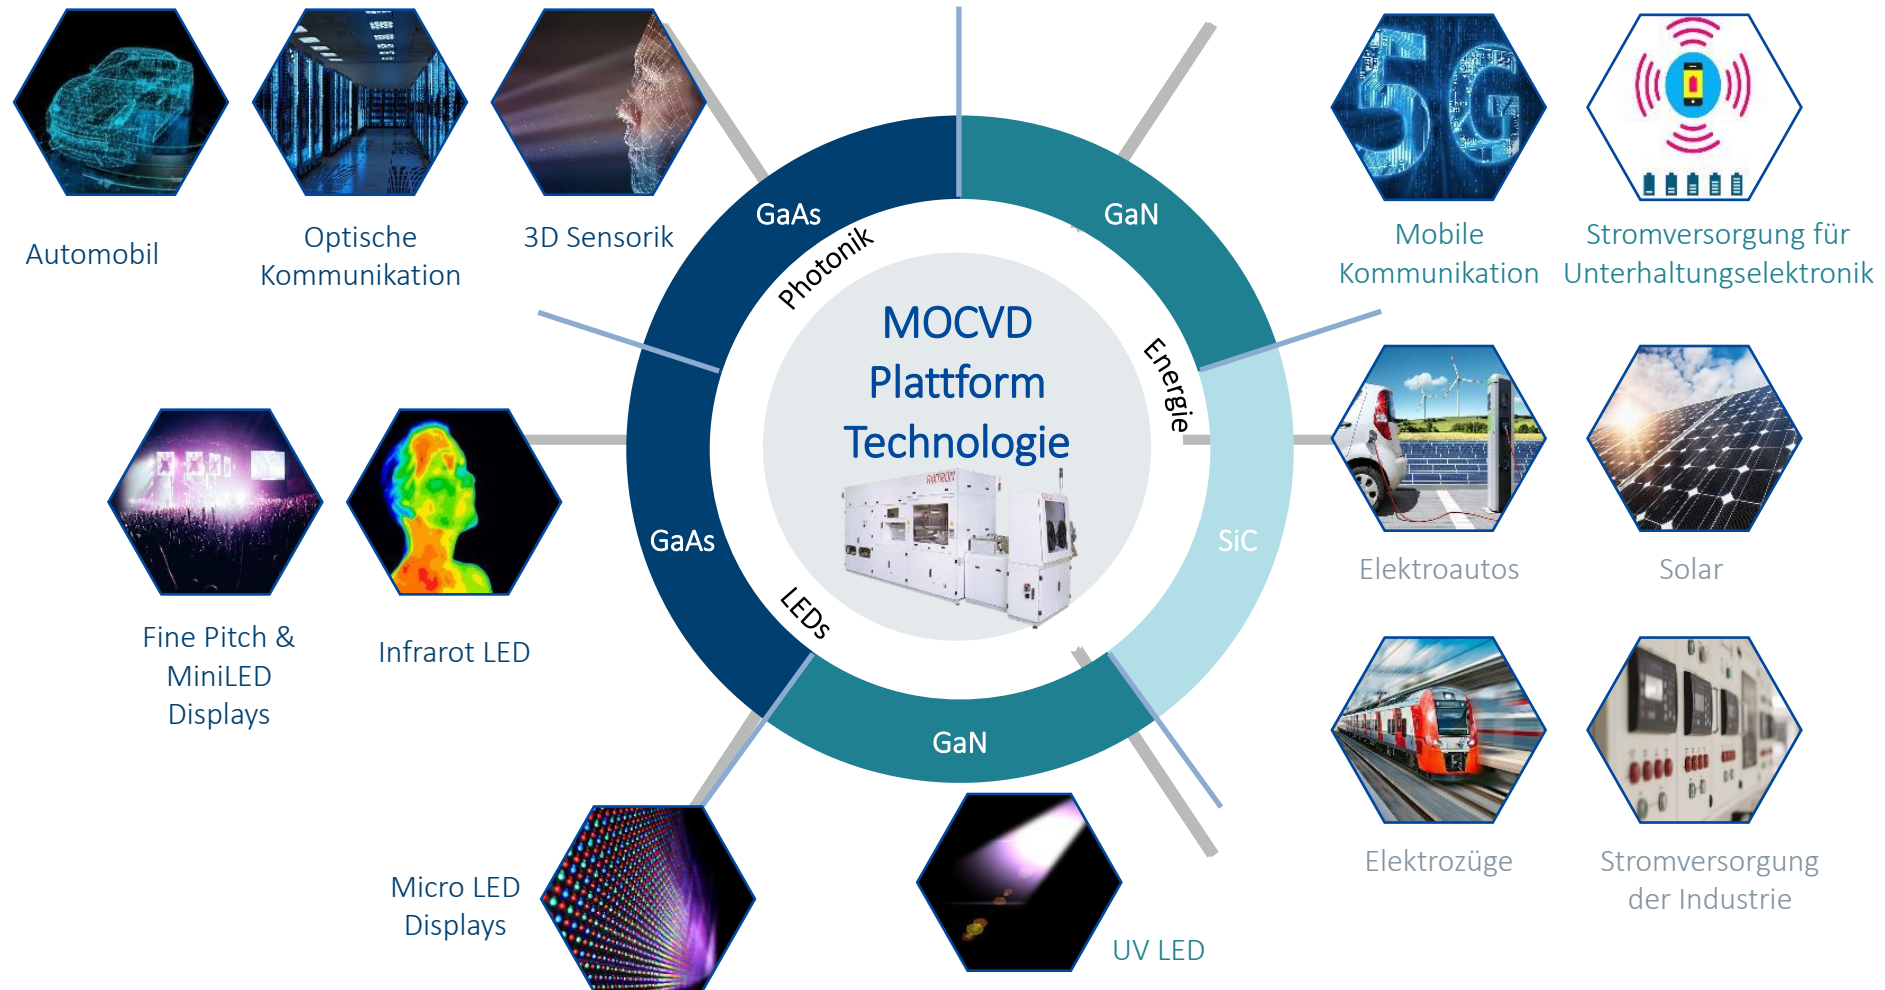 5G
Automobil
Optische
Kommunikation
3D Sensorik
GaAs
GaN
Mobile
Kommunikation
Stromversorgung für
Unterhaltungselektronik
Photonik
MOCVD
Plattform
Technologie
Energie
AIXTRON
GaAs
SiC
LEDs
GaN
Elektroautos
Solar
Fine Pitch &
MiniLED
Displays
Infrarot LED
Elektrozüge
Stromversorgung
der Industrie
Micro LED
Displays
UV LED